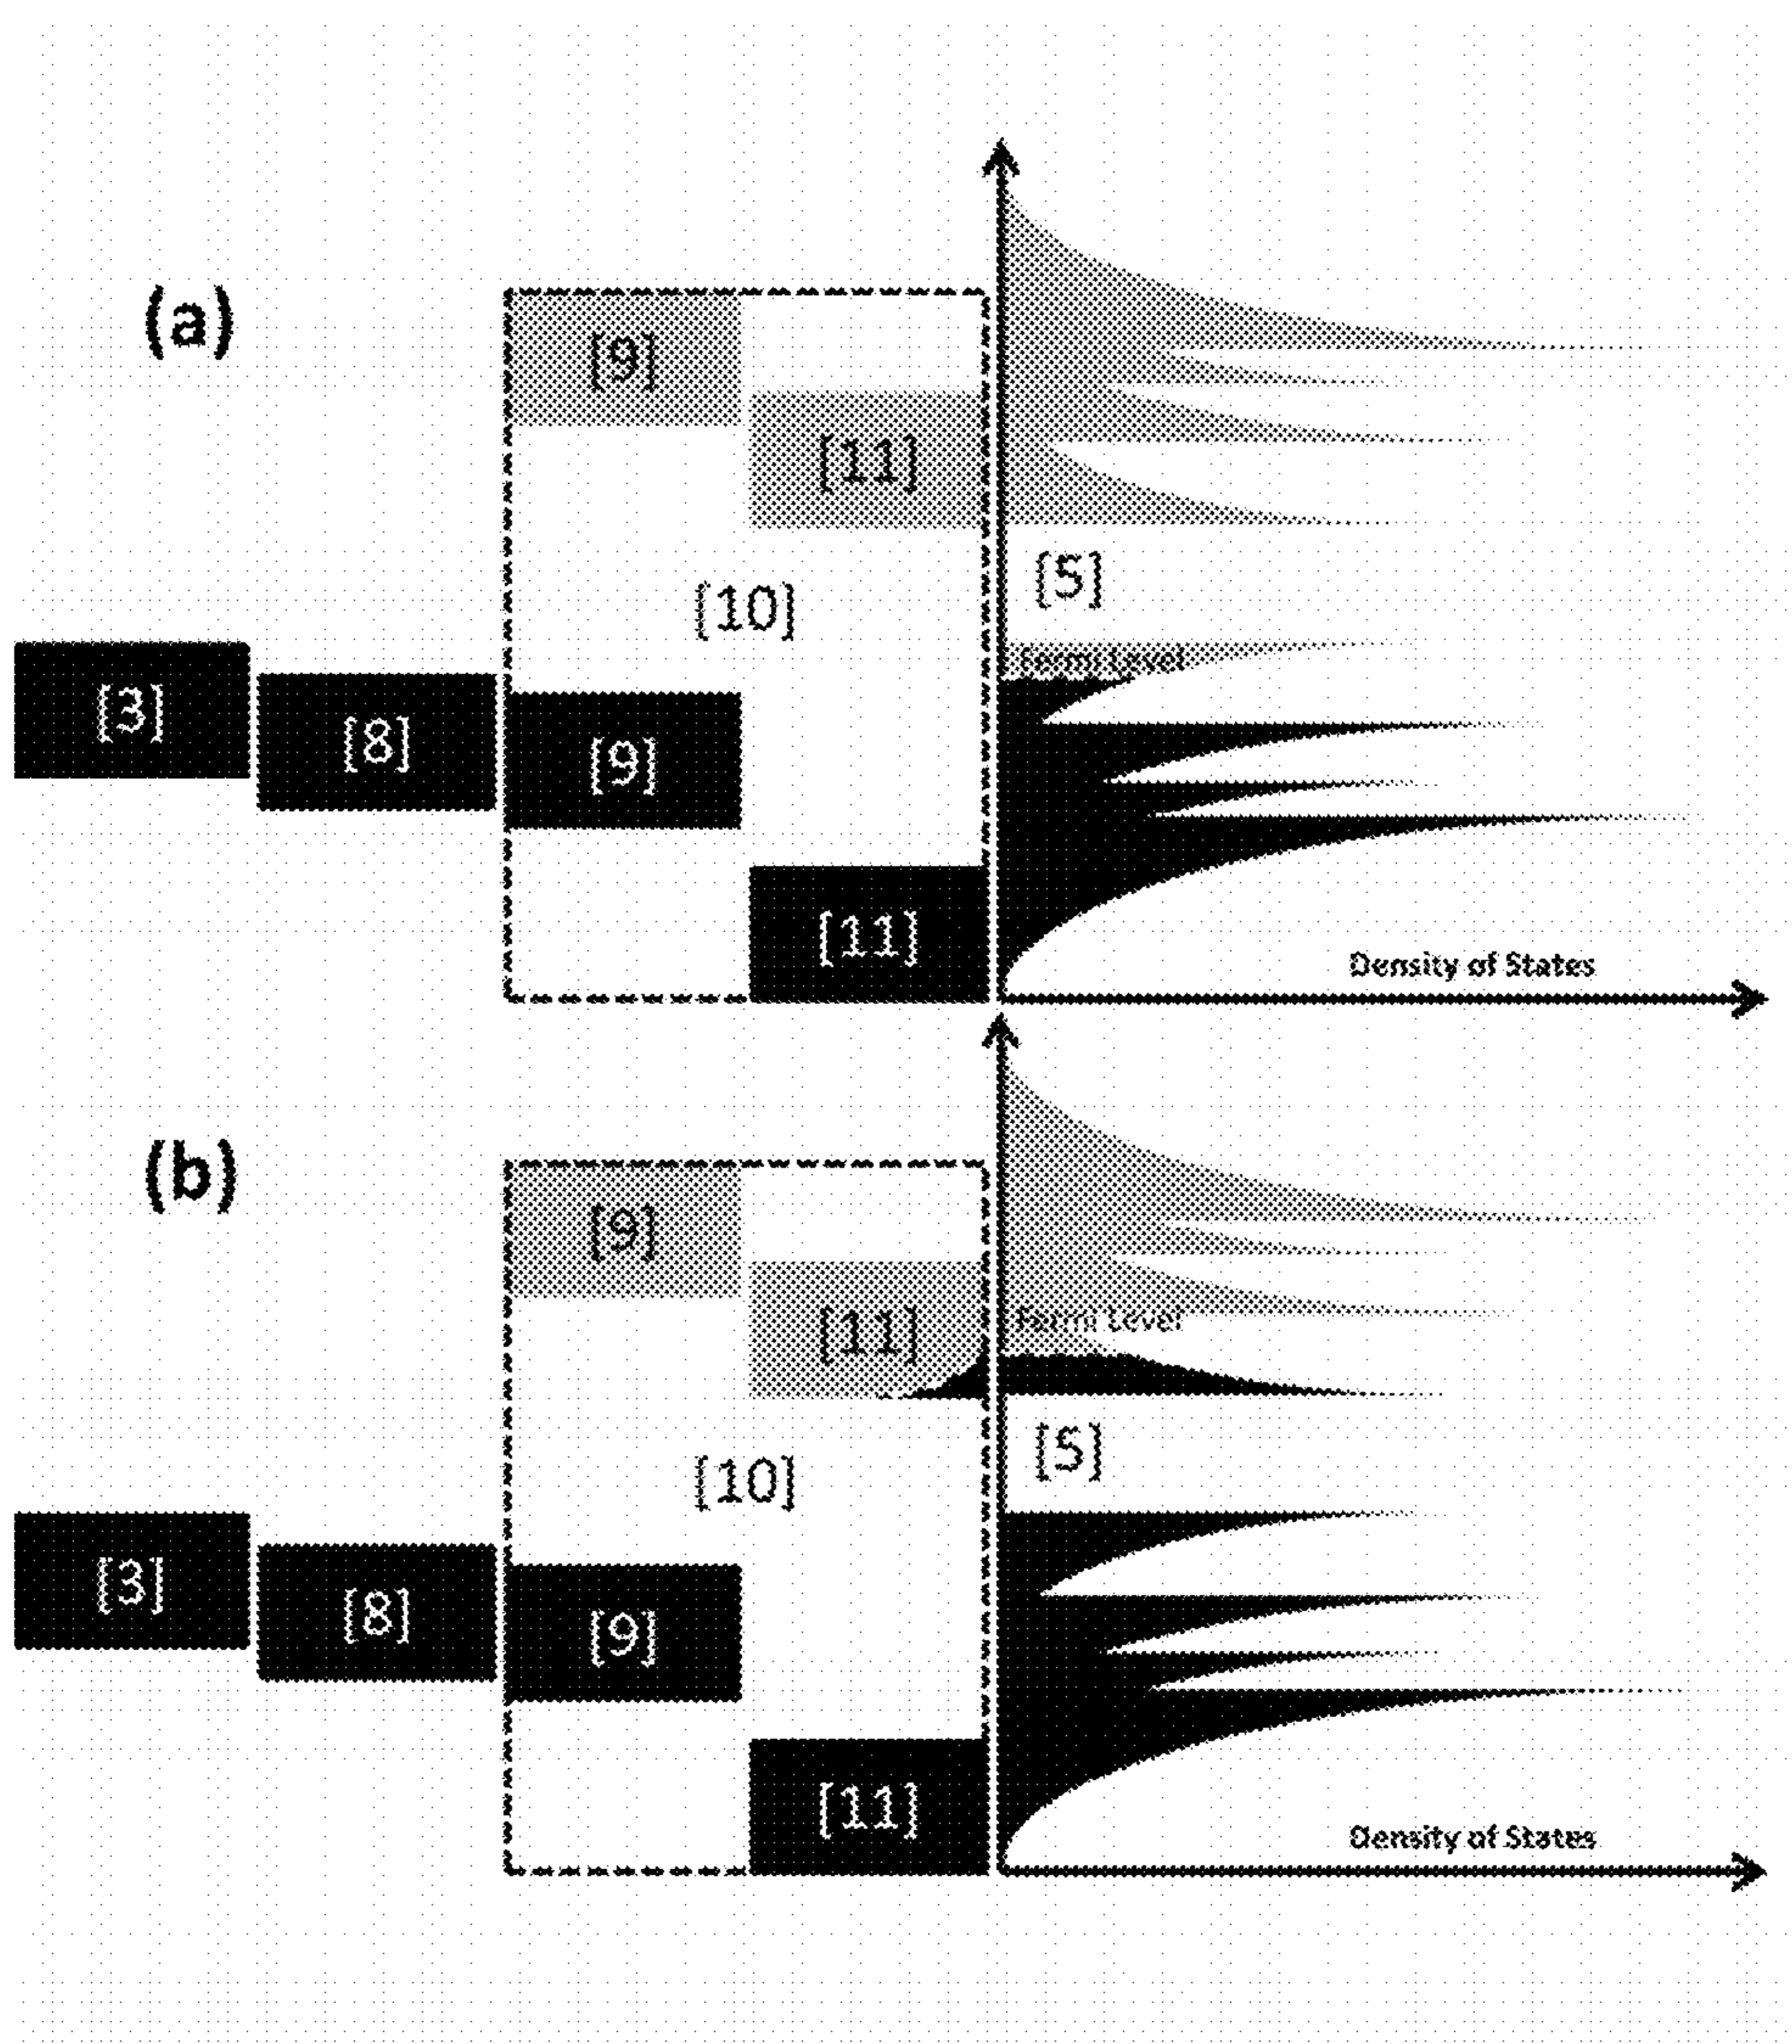 (a)
[9]
[11]
[5]
[10]
Fermi Level
[3]
[8]
[9]
[11]
Density of States
(b)
[9]
[11]
Fermi Level
[5]
[10]
[3]
[8]
[9]
[11]
Density of States